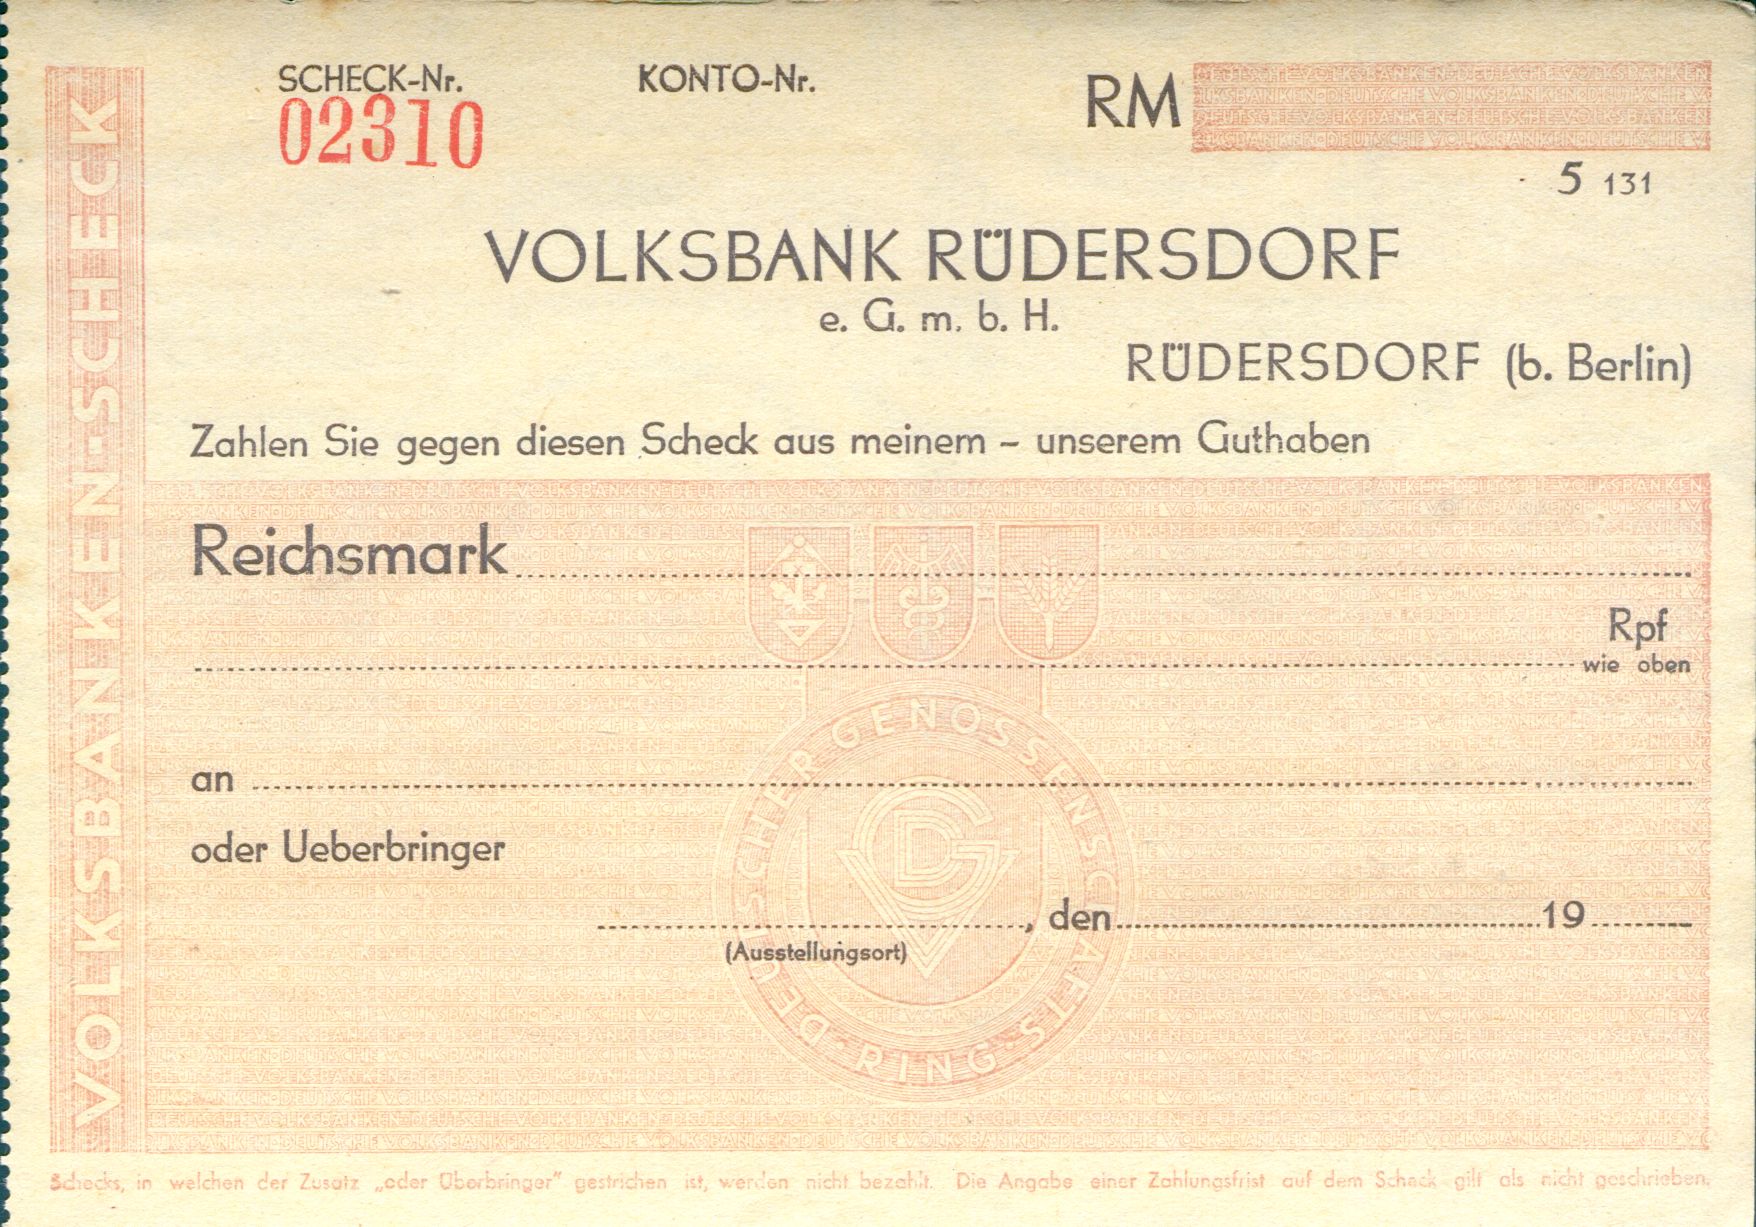 SCHECK-Nr.
02310
KONTO-Nr.
RM
5 131
VOLKSBANK RÜDERSDORF
e. G. m. b. H.
RÜDERSDORF (b. Berlin)
Zahlen Sie gegen diesen Scheck aus meinem – unserem Guthaben
Reichsmark
Rpf
wie oben
an
oder Ueberbringer
, den 19
(Ausstellungsort)
VOLKSBANKEN-SCHECK
DEUTSCHER GENOSSENSCHAFTS·RING·
DGV
Schecks, in welchen der Zusatz „oder Überbringer" gestrichen ist, werden nicht bezahlt. Die Angabe einer Zahlungsfrist auf dem Scheck gilt als nicht geschrieben.